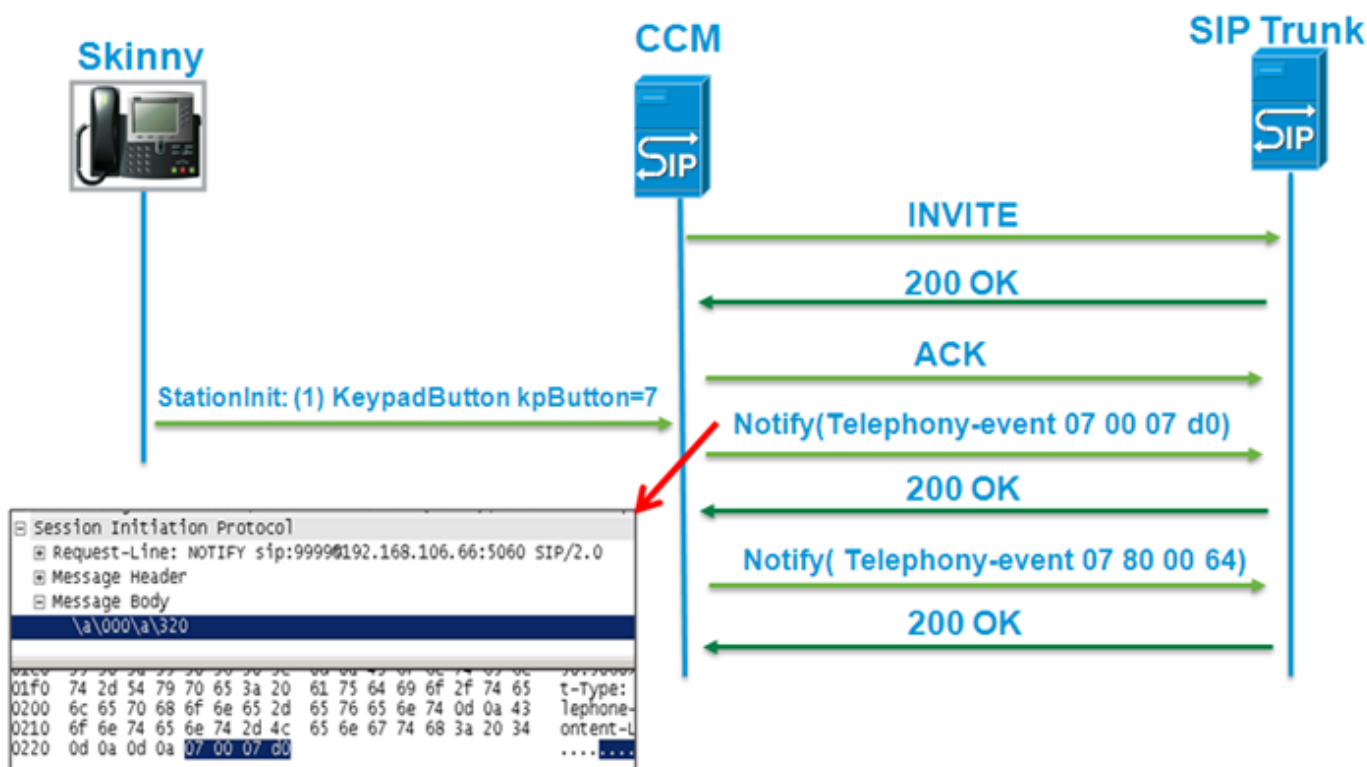 Skinny
CCM
SIP Trunk
SIP
SIP
INVITE
200 OK
ACK
StationInit: (1) KeypadButton kpButton=7
Notify(Telephony-event 07 00 07 d0)
200 OK
Notify( Telephony-event 07 80 00 64)
200 OK
Session Initiation Protocol
Request-Line: NOTIFY sip:9999@192.168.106.66:5060 SIP/2.0
Message Header
Message Body
\a\000\a\320
01f0 74 2d 54 79 70 65 3a 20 61 75 64 69 6f 2f 74 65 t-Type:
0200 6c 65 70 68 6f 6e 65 2d 65 76 65 6e 74 0d 0a 43 lephone-
0210 6f 6e 74 65 6e 74 2d 4c 65 6e 67 74 68 3a 20 34 ontent-L
0220 0d 0a 0d 0a 07 00 07 d0 ........